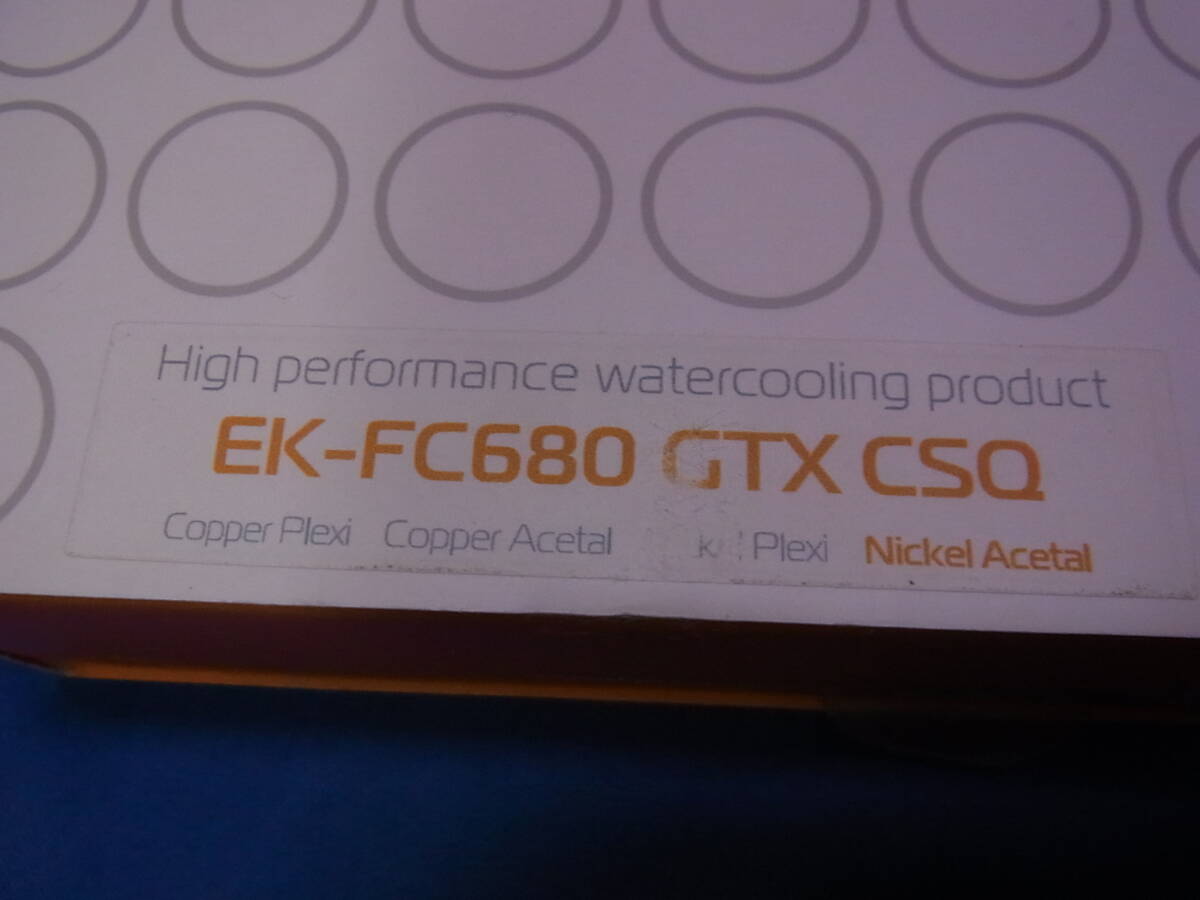 High performance watercooling product
EK-FC680 GTX CSQ
Copper Plexi Copper Acetal Plexi Nickel Acetal